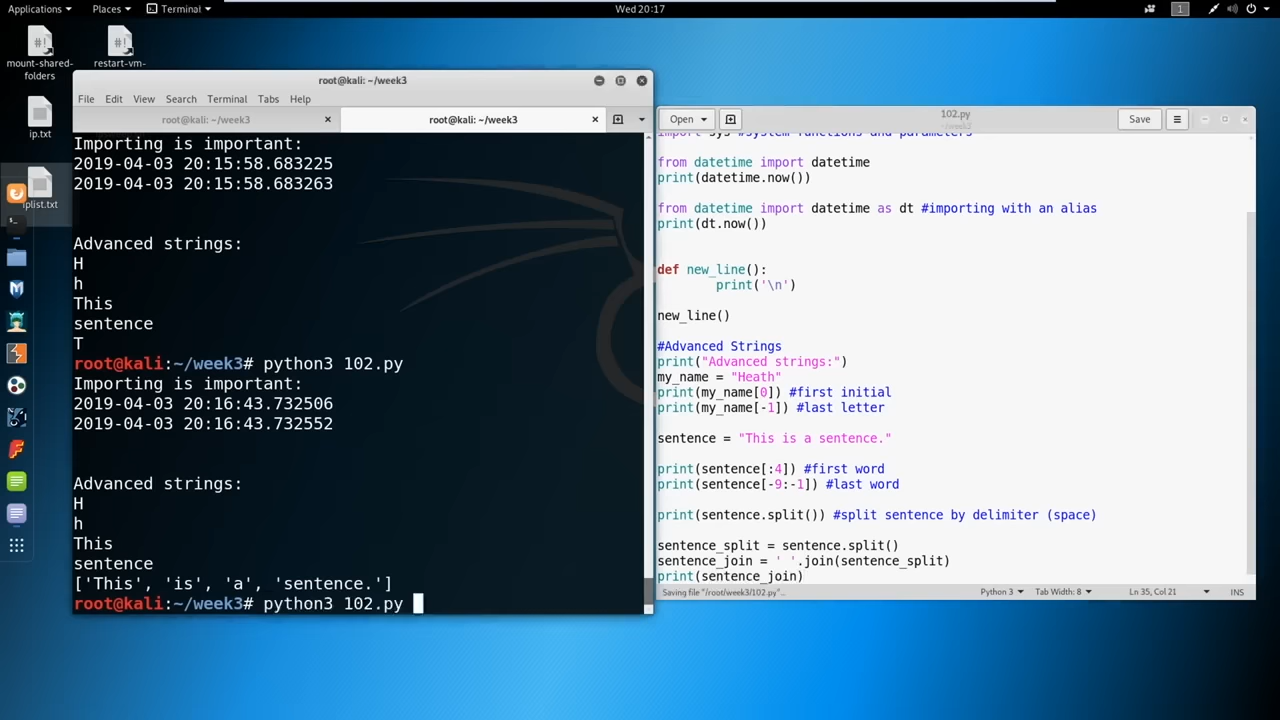 Applications Places Terminal Wed 20:17 1
mount-shared-folders
restart-vm-
ip.txt
iplist.txt
root@kali: ~/week3
File Edit View Search Terminal Tabs Help
root@kali: ~/week3 root@kali: ~/week3
Importing is important:
2019-04-03 20:15:58.683225
2019-04-03 20:15:58.683263
Advanced strings:
H
h
This
sentence
T
root@kali:~/week3# python3 102.py
Importing is important:
2019-04-03 20:16:43.732506
2019-04-03 20:16:43.732552
Advanced strings:
H
h
This
sentence
['This', 'is', 'a', 'sentence.']
root@kali:~/week3# python3 102.py
Open 102.py Save
~/week3
import sys #system functions and parameters
from datetime import datetime
print(datetime.now())
from datetime import datetime as dt #importing with an alias
print(dt.now())
def new_line():
print('\n')
new_line()
#Advanced Strings
print("Advanced strings:")
my_name = "Heath"
print(my_name[0]) #first initial
print(my_name[-1]) #last letter
sentence = "This is a sentence."
print(sentence[:4]) #first word
print(sentence[-9:-1]) #last word
print(sentence.split()) #split sentence by delimiter (space)
sentence_split = sentence.split()
sentence_join = ' '.join(sentence_split)
print(sentence_join)
Saving file "/root/week3/102.py"... Python 3 Tab Width: 8 Ln 35, Col 21 INS